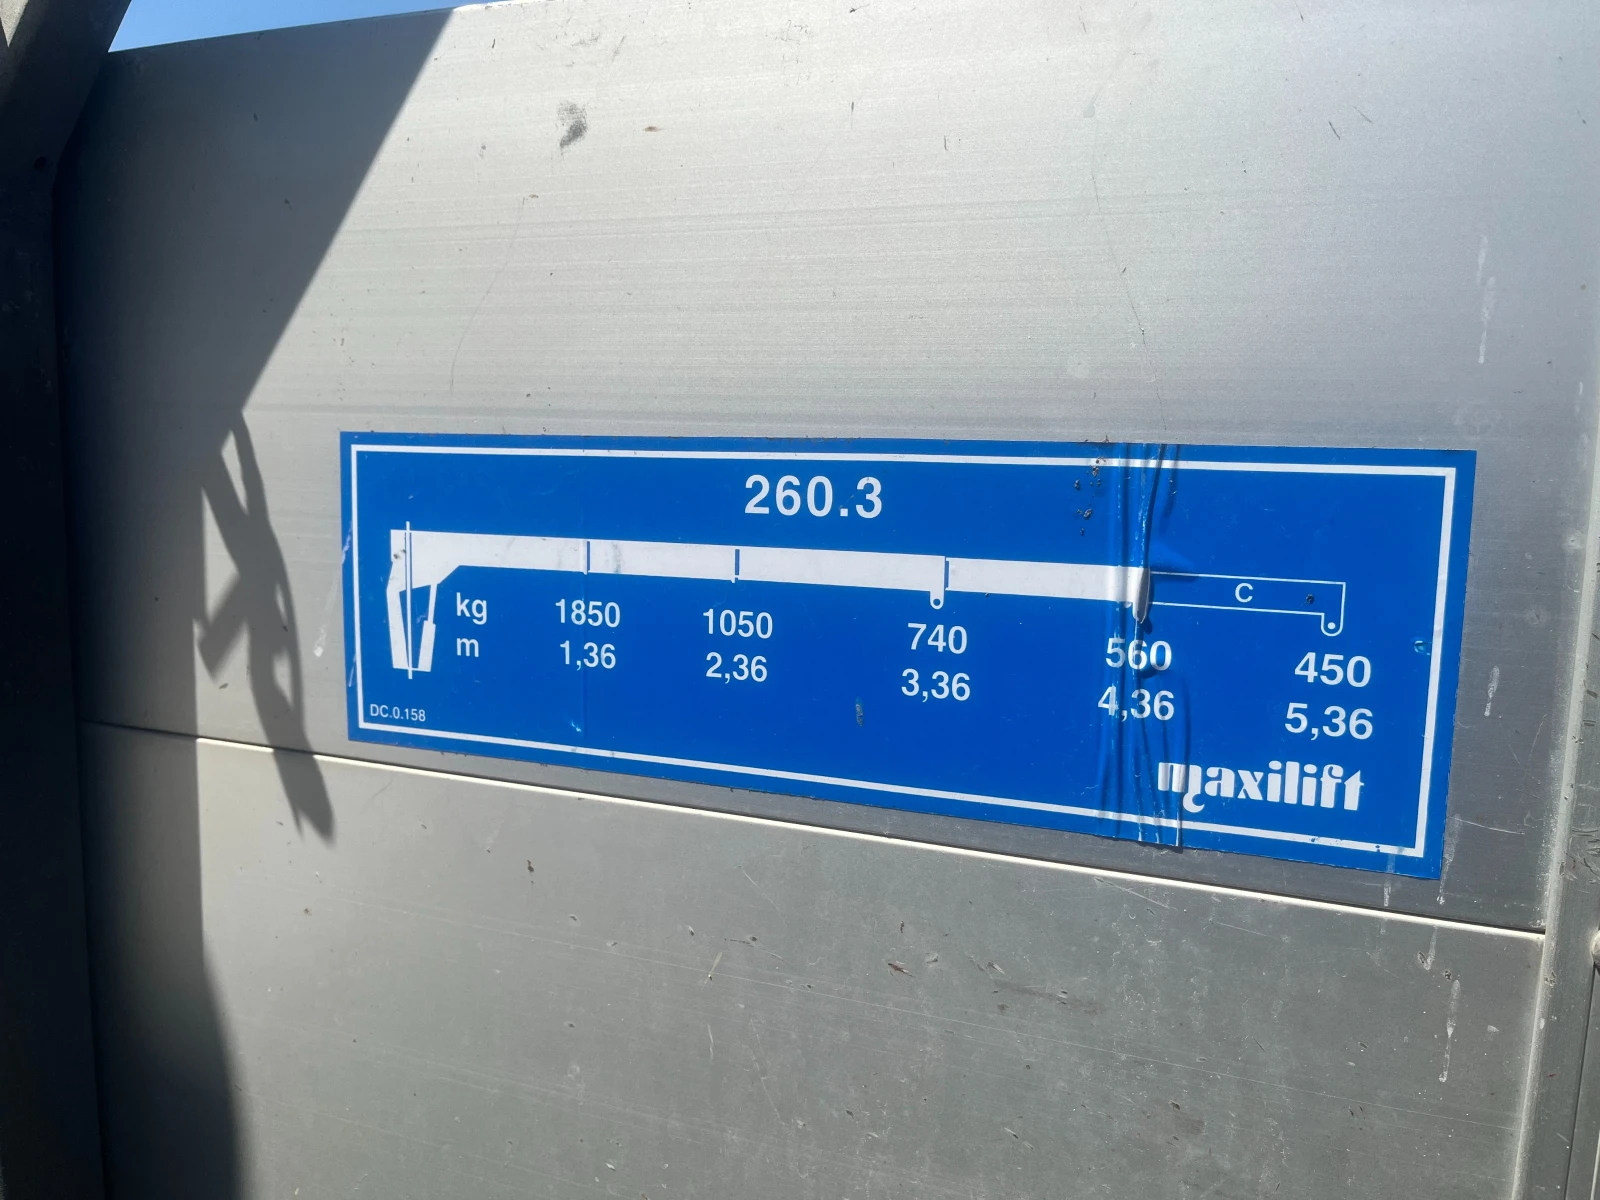 260.3
C
kg 1850 1050 740 560 450
m 1,36 2,36 3,36 4,36 5,36
DC.0.158
maxilift